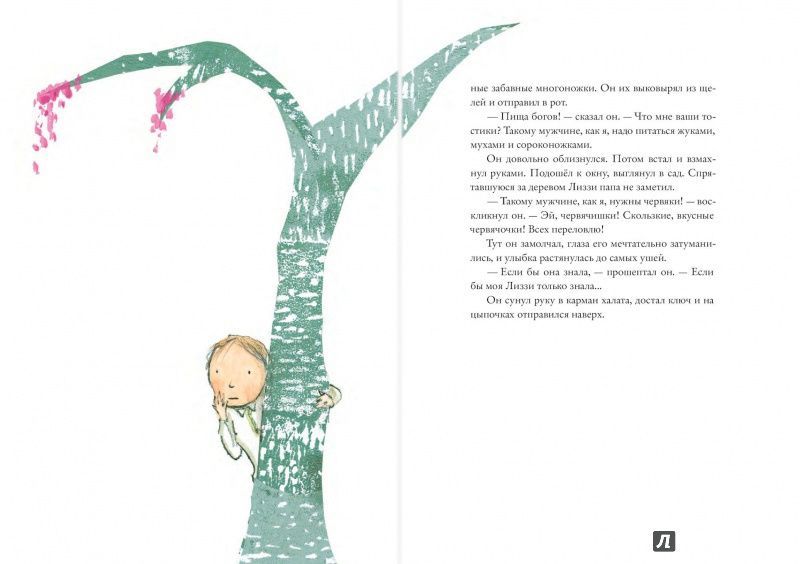 ные забавные многоножки. Он их выковырял из ще-
лей и отправил в рот.
— Пища богов! — сказал он. — Что мне ваши то-
стики? Такому мужчине, как я, надо питаться жуками,
мухами и сороконожками.
Он довольно облизнулся. Потом встал и взмах-
нул руками. Подошёл к окну, выглянул в сад. Спря-
тавшуюся за деревом Лиззи папа не заметил.
— Такому мужчине, как я, нужны червяки! — вос-
кликнул он. — Эй, червячишки! Скользкие, вкусные
червячочки! Всех переловлю!
Тут он замолчал, глаза его мечтательно затумани-
лись, и улыбка растянулась до самых ушей.
— Если бы она знала, — прошептал он. — Если
бы моя Лиззи только знала...
Он сунул руку в карман халата, достал ключ и на
цыпочках отправился наверх.
Л